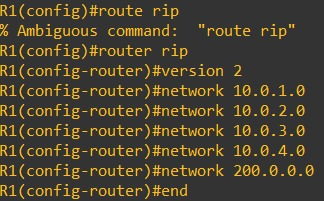 R1(config)#route rip
% Ambiguous command:  "route rip"
R1(config)#router rip
R1(config-router)#version 2
R1(config-router)#network 10.0.1.0
R1(config-router)#network 10.0.2.0
R1(config-router)#network 10.0.3.0
R1(config-router)#network 10.0.4.0
R1(config-router)#network 200.0.0.0
R1(config-router)#end